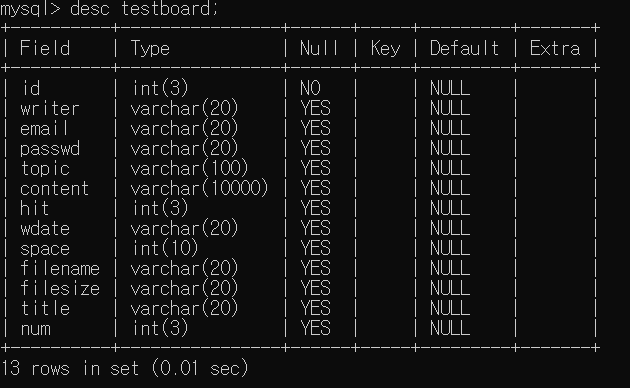 mysql> desc testboard;
+----------+----------------+------+-----+---------+-------+
| Field    | Type           | Null | Key | Default | Extra |
+----------+----------------+------+-----+---------+-------+
| id       | int(3)         | NO   |     | NULL    |       |
| writer   | varchar(20)    | YES  |     | NULL    |       |
| email    | varchar(20)    | YES  |     | NULL    |       |
| passwd   | varchar(20)    | YES  |     | NULL    |       |
| topic    | varchar(100)   | YES  |     | NULL    |       |
| content  | varchar(10000) | YES  |     | NULL    |       |
| hit      | int(3)         | YES  |     | NULL    |       |
| wdate    | varchar(20)    | YES  |     | NULL    |       |
| space    | int(10)        | YES  |     | NULL    |       |
| filename | varchar(20)    | YES  |     | NULL    |       |
| filesize | varchar(20)    | YES  |     | NULL    |       |
| title    | varchar(20)    | YES  |     | NULL    |       |
| num      | int(3)         | YES  |     | NULL    |       |
+----------+----------------+------+-----+---------+-------+
13 rows in set (0.01 sec)